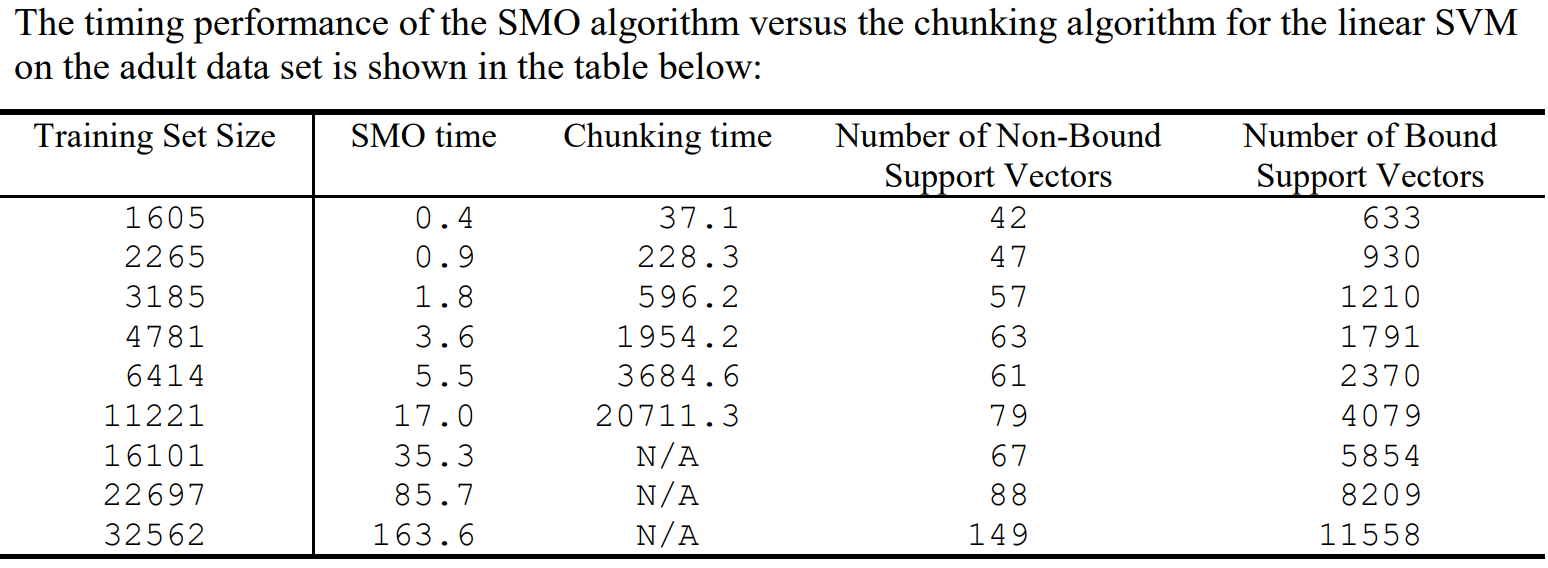 The timing performance of the SMO algorithm versus the chunking algorithm for the linear SVM
on the adult data set is shown in the table below:
Training Set Size SMO time Chunking time Number of Non-Bound Number of Bound
Support Vectors Support Vectors
1605 0.4 37.1 42 633
2265 0.9 228.3 47 930
3185 1.8 596.2 57 1210
4781 3.6 1954.2 63 1791
6414 5.5 3684.6 61 2370
11221 17.0 20711.3 79 4079
16101 35.3 N/A 67 5854
22697 85.7 N/A 88 8209
32562 163.6 N/A 149 11558